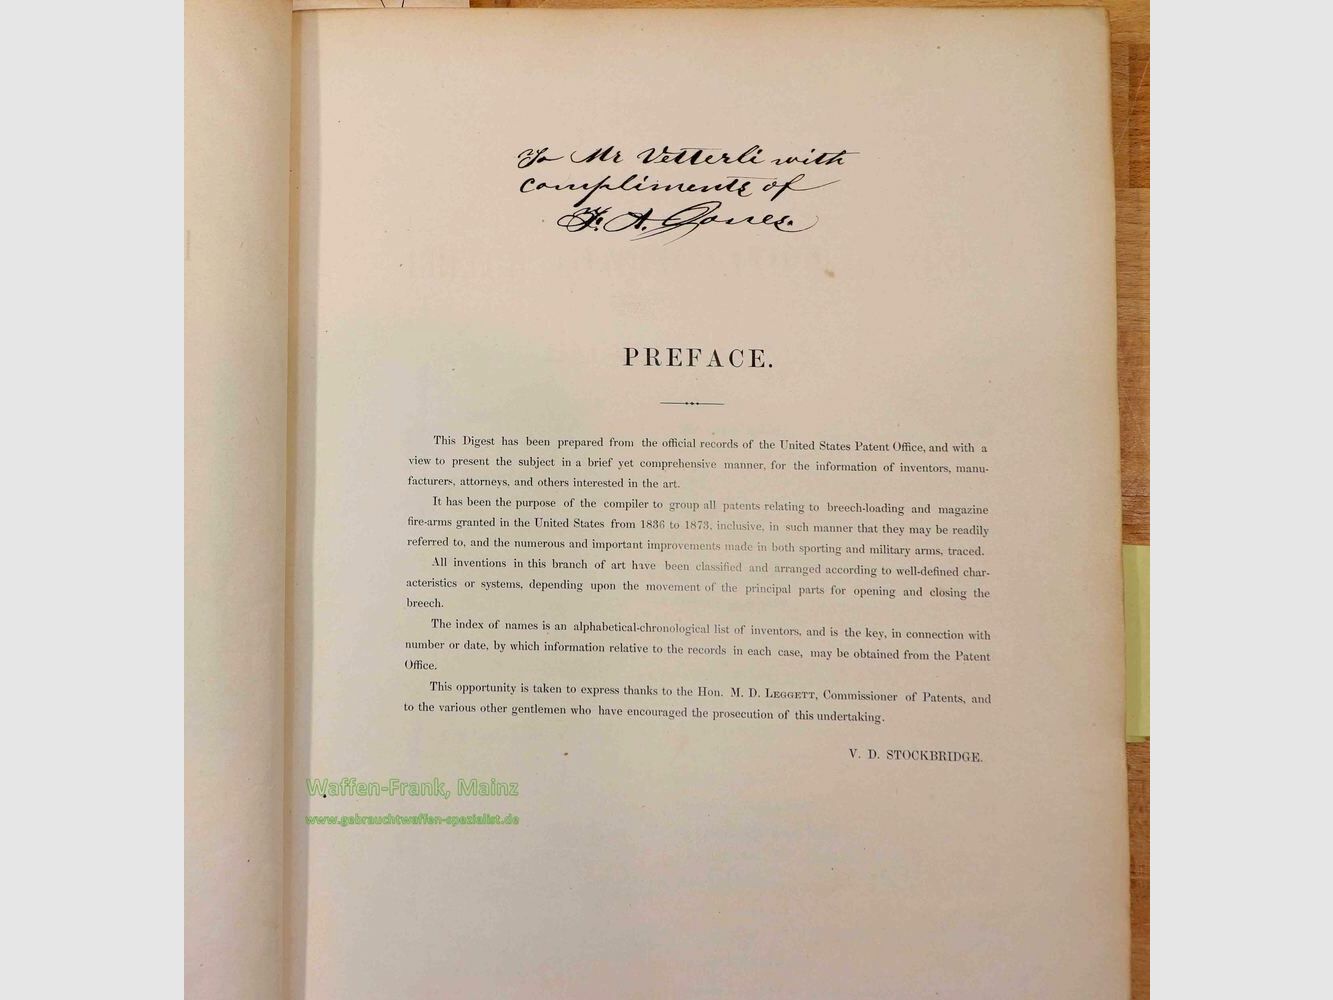 To Mr Vetterli with
compliments of
F. A. Jones.
PREFACE.
This Digest has been prepared from the official records of the United States Patent Office, and with a
view to present the subject in a brief yet comprehensive manner, for the information of inventors, manu-
facturers, attorneys, and others interested in the art.
It has been the purpose of the compiler to group all patents relating to breech-loading and magazine
fire-arms granted in the United States from 1836 to 1873, inclusive, in such manner that they may be readily
referred to, and the numerous and important improvements made in both sporting and military arms, traced.
All inventions in this branch of art have been classified and arranged according to well-defined char-
acteristics or systems, depending upon the movement of the principal parts for opening and closing the
breech.
The index of names is an alphabetical-chronological list of inventors, and is the key, in connection with
number or date, by which information relative to the records in each case, may be obtained from the Patent
Office.
This opportunity is taken to express thanks to the Hon. M. D. LEGGETT, Commissioner of Patents, and
to the various other gentlemen who have encouraged the prosecution of this undertaking.
V. D. STOCKBRIDGE.
Waffen-Frank, Mainz
www.gebrauchtwaffen-spezialist.de